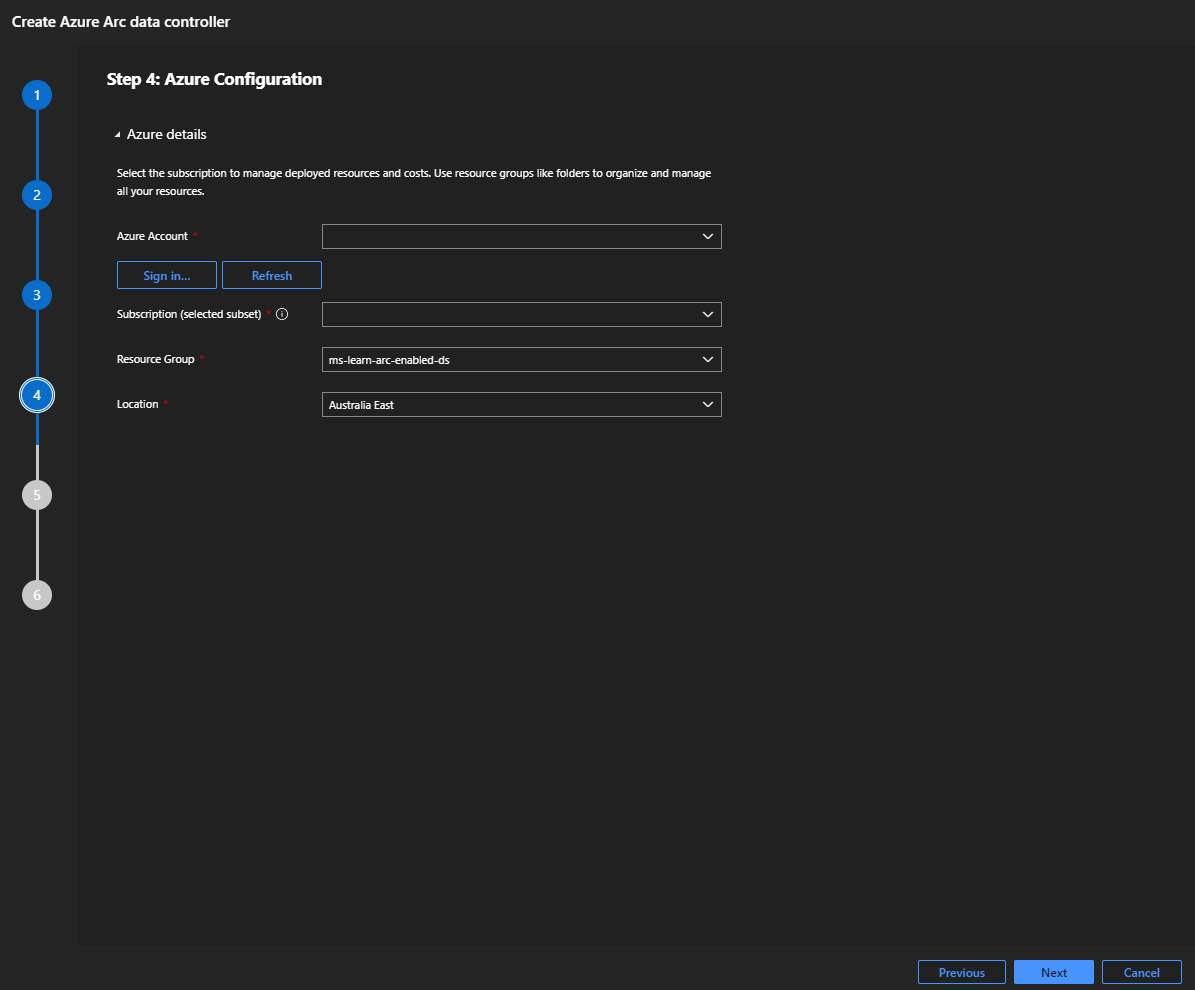 Create Azure Arc data controller
Step 4: Azure Configuration
1
Azure details
Select the subscription to manage deployed resources and costs. Use resource groups like folders to organize and manage
all your resources.
2
Azure Account *
Sign in... Refresh
3
Subscription (selected subset) *
Resource Group * ms-learn-arc-enabled-ds
4
Location * Australia East
5
6
Previous Next Cancel